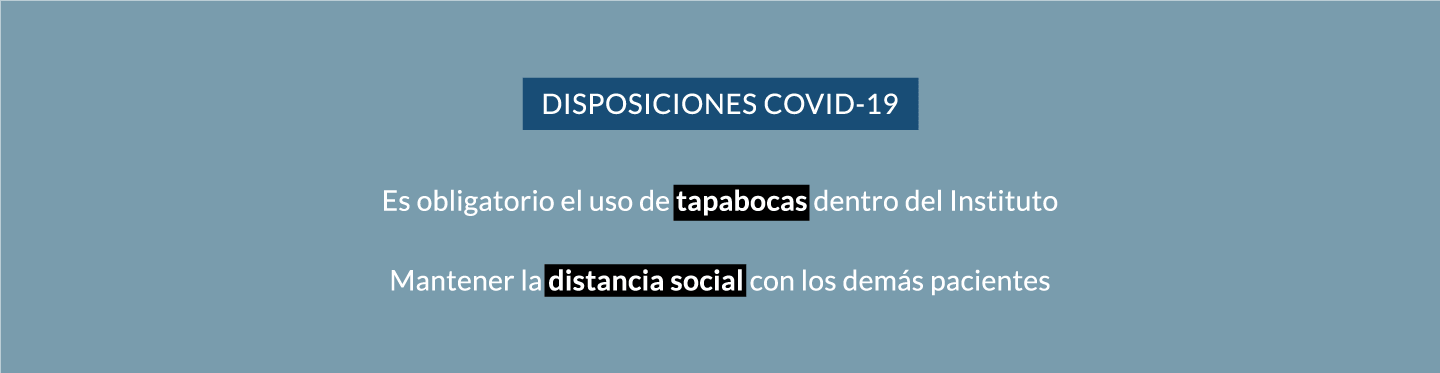 DISPOSICIONES COVID-19
Es obligatorio el uso de tapabocas dentro del Instituto
Mantener la distancia social con los demás pacientes